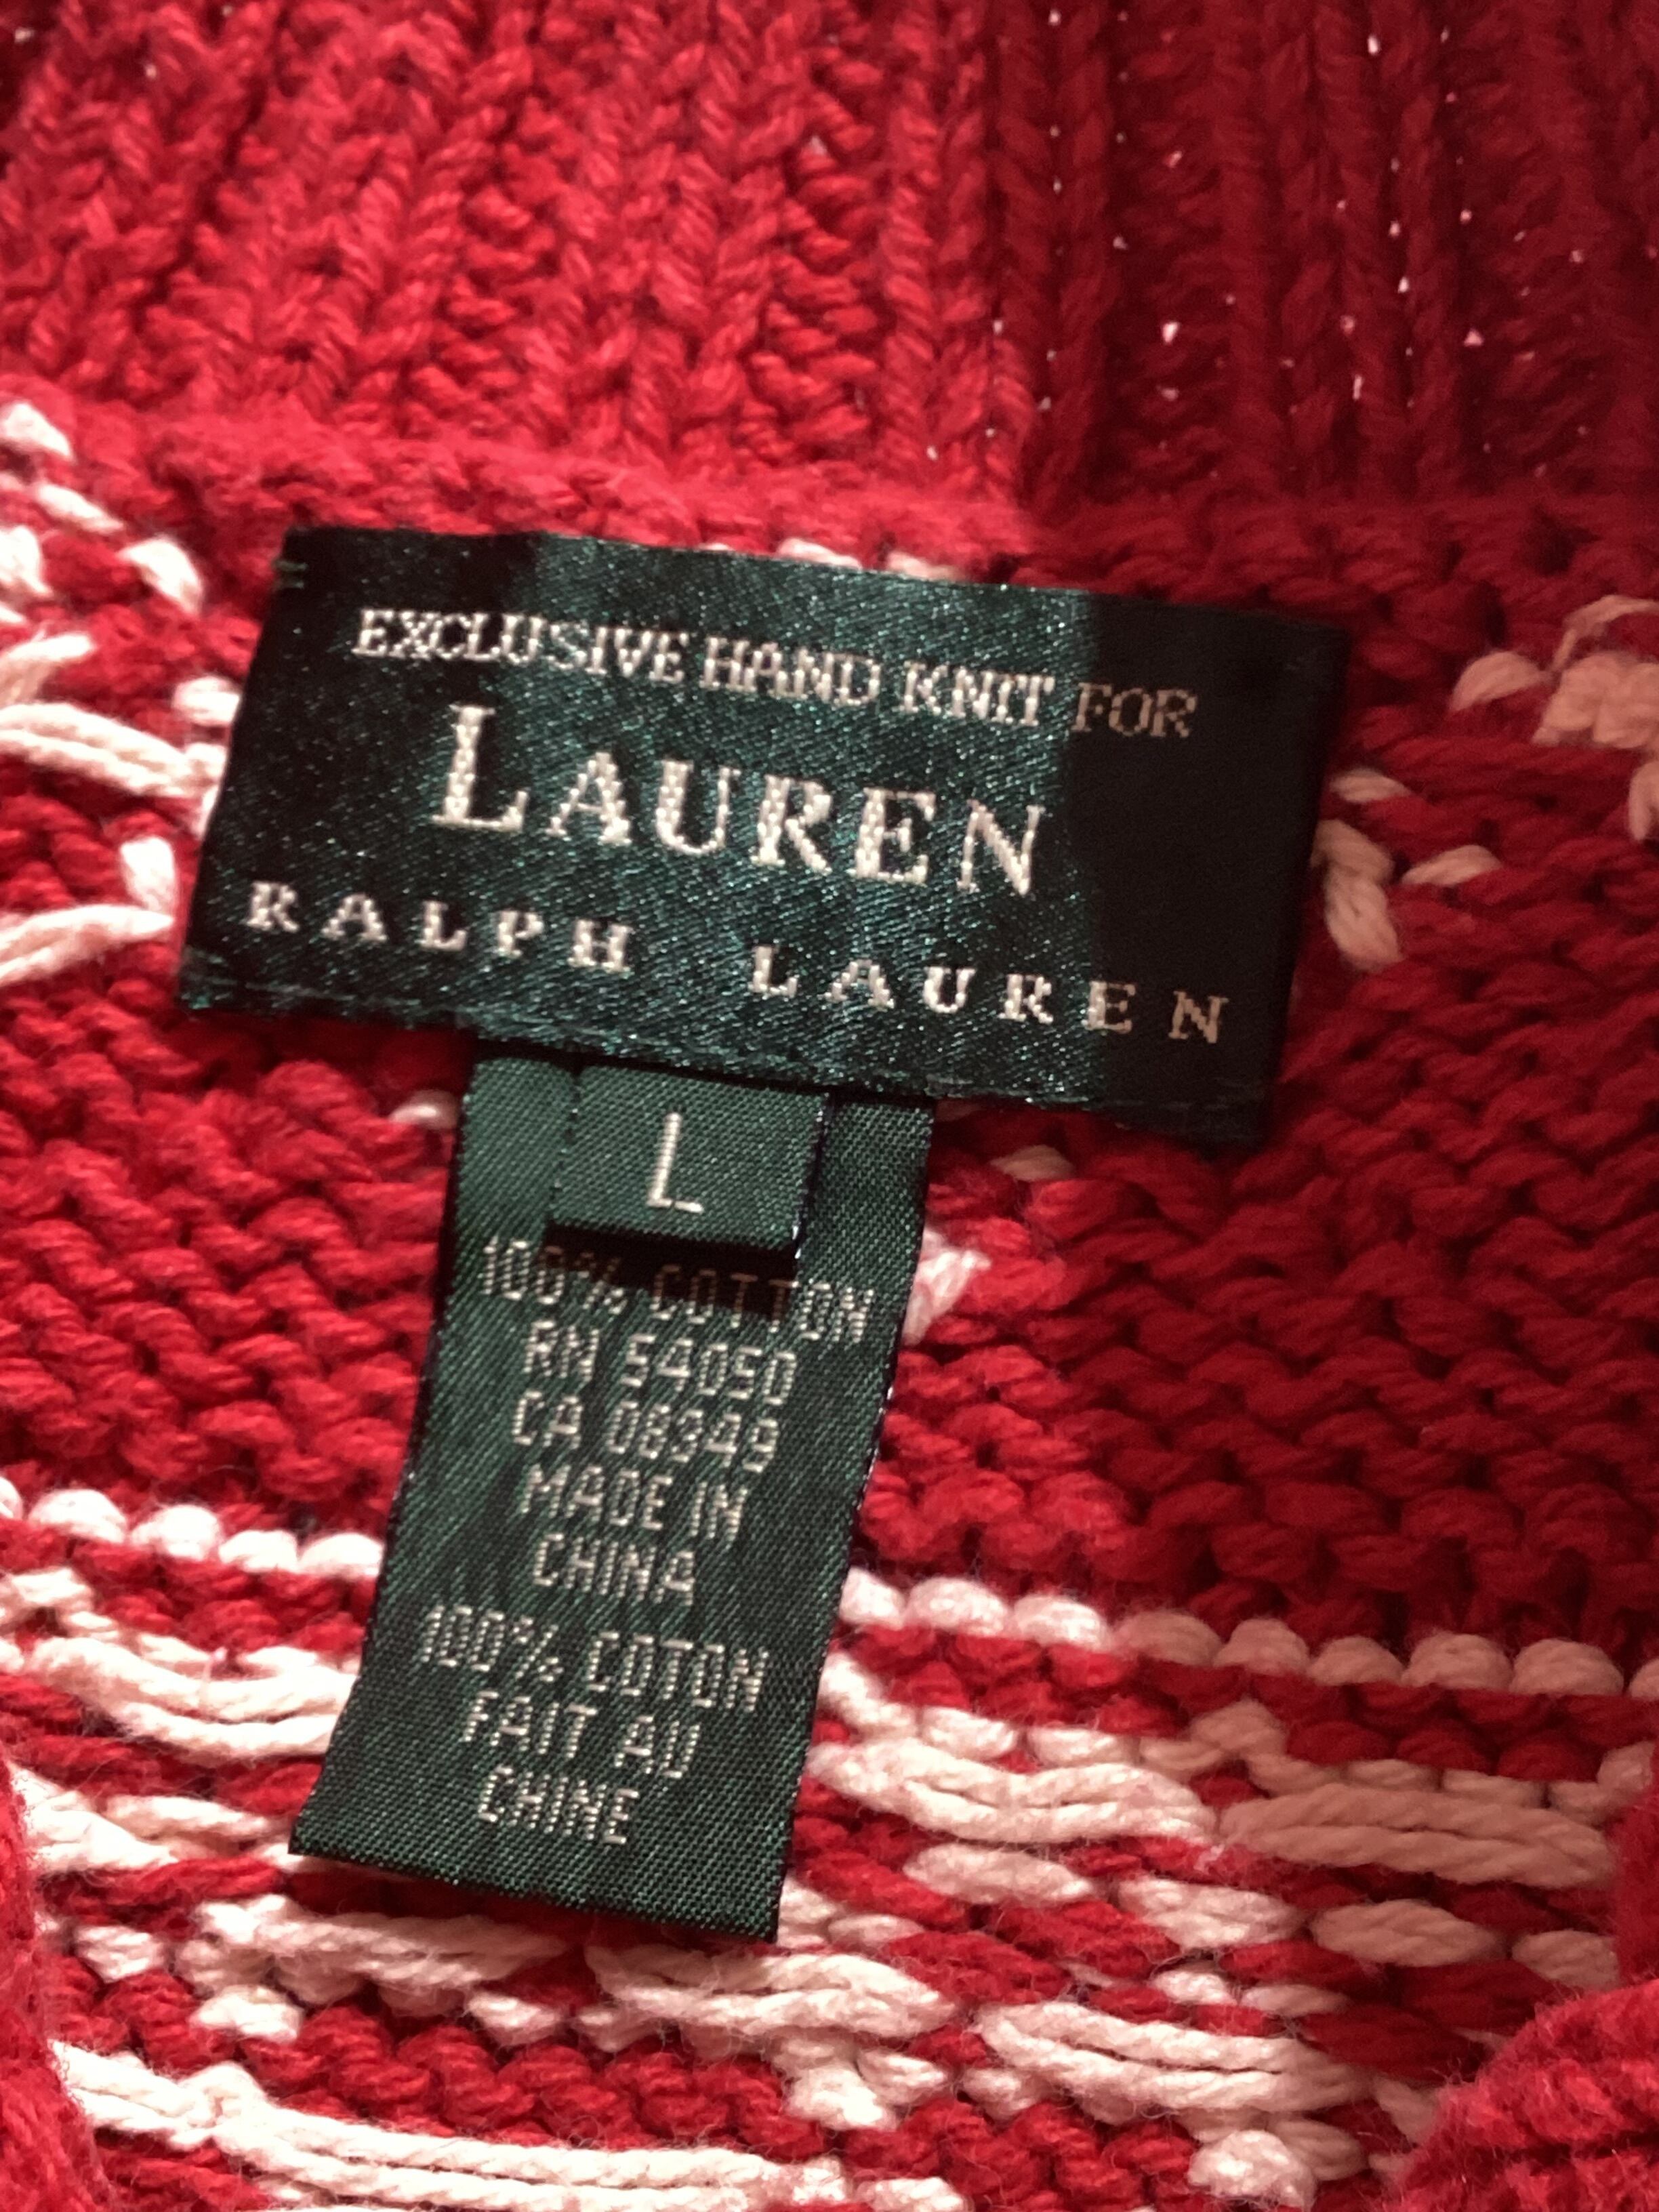 EXCLUSIVE HAND KNIT FOR
LAUREN
RALPH LAUREN
L
100% COTTON
RN 54050
CA 08349
MADE IN
CHINA
100% COTON
FAIT AU
CHINE